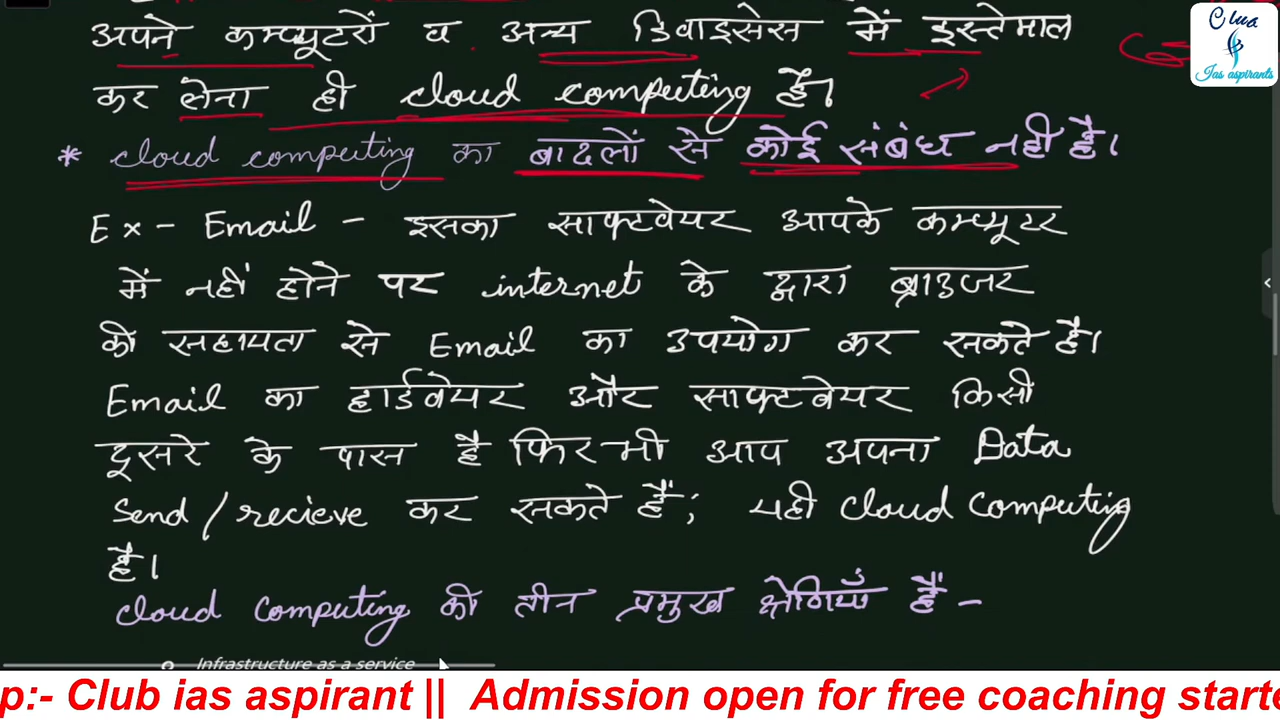 अपने कम्प्यूटरों व अन्य डिवाइसेस में इस्तेमाल
कर लेना ही cloud computing है।
* cloud computing का बादलों से कोई संबंध नहीं है।
Ex- Email - इसका साफ्टवेयर आपके कम्प्यूटर
में नहीं होने पर internet के द्वारा ब्राउजर
की सहायता से Email का उपयोग कर सकते है।
Email का हार्डवेयर और साफ्टवेयर किसी
दूसरे के पास है फिर भी आप अपना Data
Send/recieve कर सकते हैं; यही Cloud Computing
है।
Cloud Computing की तीन प्रमुख श्रेणियाँ हैं -
Infrastructure as a service
Club
Ias aspirants
p:- Club ias aspirant || Admission open for free coaching starte